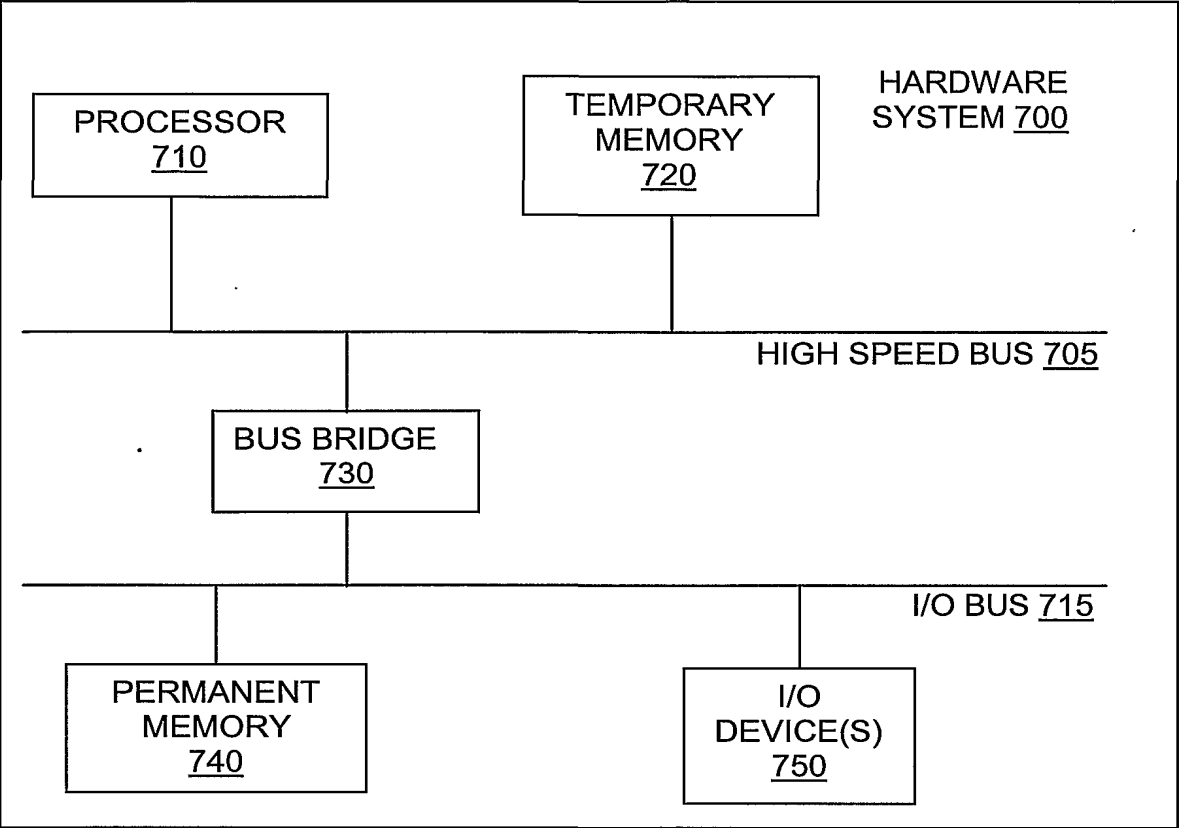 HARDWARE
SYSTEM 700
PROCESSOR
710
TEMPORARY
MEMORY
720
HIGH SPEED BUS 705
BUS BRIDGE
730
I/O BUS 715
PERMANENT
MEMORY
740
I/O
DEVICE(S)
750